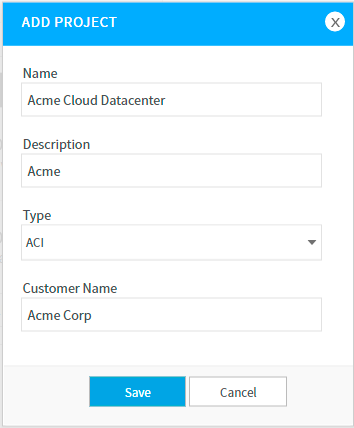 ADD PROJECT
X
Name
Acme Cloud Datacenter
Description
Acme
Type
ACI
Customer Name
Acme Corp
Save Cancel